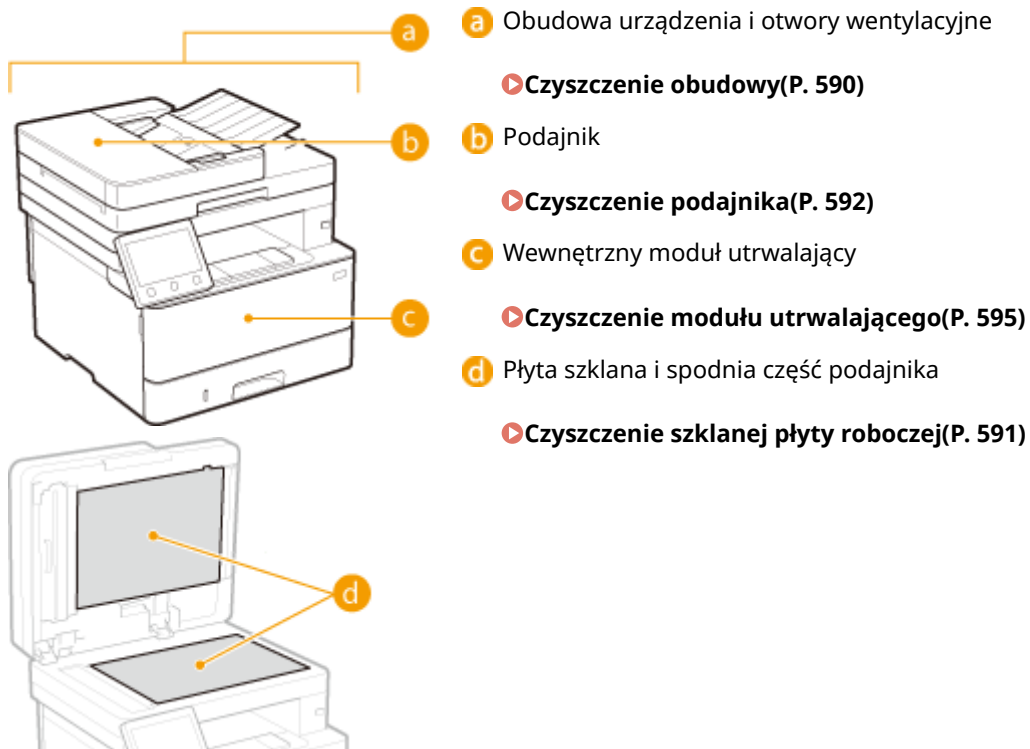 a Obudowa urządzenia i otwory wentylacyjne
Czyszczenie obudowy(P. 590)
b Podajnik
Czyszczenie podajnika(P. 592)
c Wewnętrzny moduł utrwalający
Czyszczenie modułu utrwalającego(P. 595)
d Płyta szklana i spodnia część podajnika
Czyszczenie szklanej płyty roboczej(P. 591)
a
b
c
d